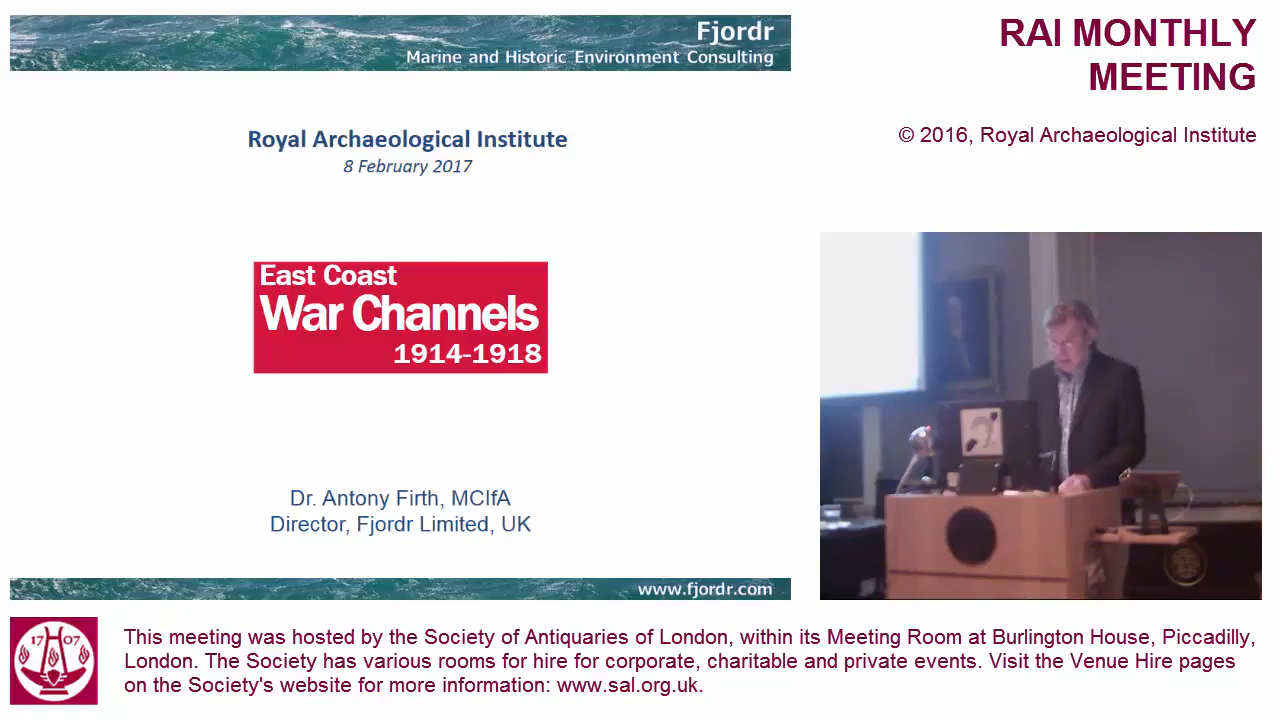 Fjordr
Marine and Historic Environment Consulting
Royal Archaeological Institute
8 February 2017
East Coast
War Channels
1914-1918
Dr. Antony Firth, MCIfA
Director, Fjordr Limited, UK
www.fjordr.com
RAI MONTHLY
MEETING
© 2016, Royal Archaeological Institute
17 07
This meeting was hosted by the Society of Antiquaries of London, within its Meeting Room at Burlington House, Piccadilly,
London. The Society has various rooms for hire for corporate, charitable and private events. Visit the Venue Hire pages
on the Society's website for more information: www.sal.org.uk.